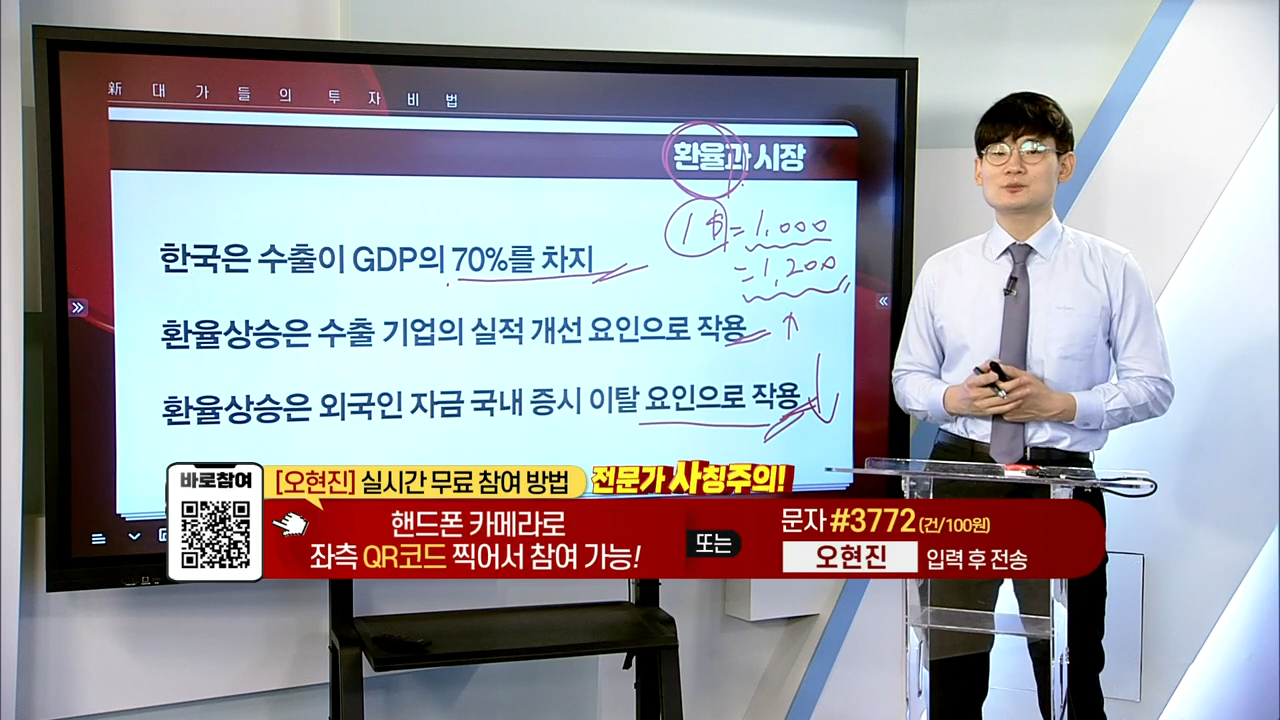 新 대 가 들 의 투 자 비 법
환율과 시장
1$ = 1,000
= 1,200
한국은 수출이 GDP의 70%를 차지
환율상승은 수출 기업의 실적 개선 요인으로 작용
환율상승은 외국인 자금 국내 증시 이탈 요인으로 작용
바로참여
[오현진] 실시간 무료 참여 방법
전문가 사칭주의!
핸드폰 카메라로
좌측 QR코드 찍어서 참여 가능!
또는
문자 #3772 (건/100원)
오현진 입력 후 전송